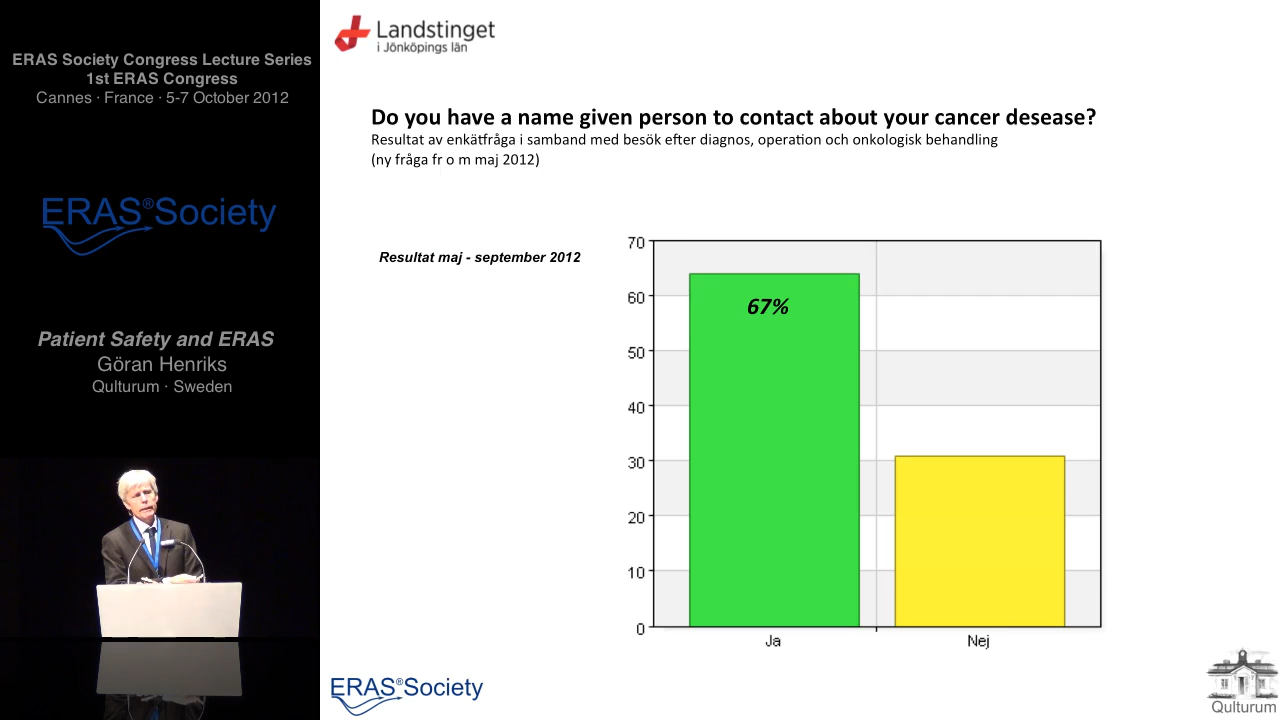 ERAS Society Congress Lecture Series
1st ERAS Congress
Cannes · France · 5-7 October 2012
ERAS®Society
Patient Safety and ERAS
Göran Henriks
Qulturum · Sweden
Landstinget
i Jönköpings län
Do you have a name given person to contact about your cancer desease?
Resultat av enkätfråga i samband med besök efter diagnos, operation och onkologisk behandling
(ny fråga fr o m maj 2012)
Resultat maj - september 2012
70
60
50
40
30
20
10
0
67%
Ja
Nej
ERAS®Society
Qulturum